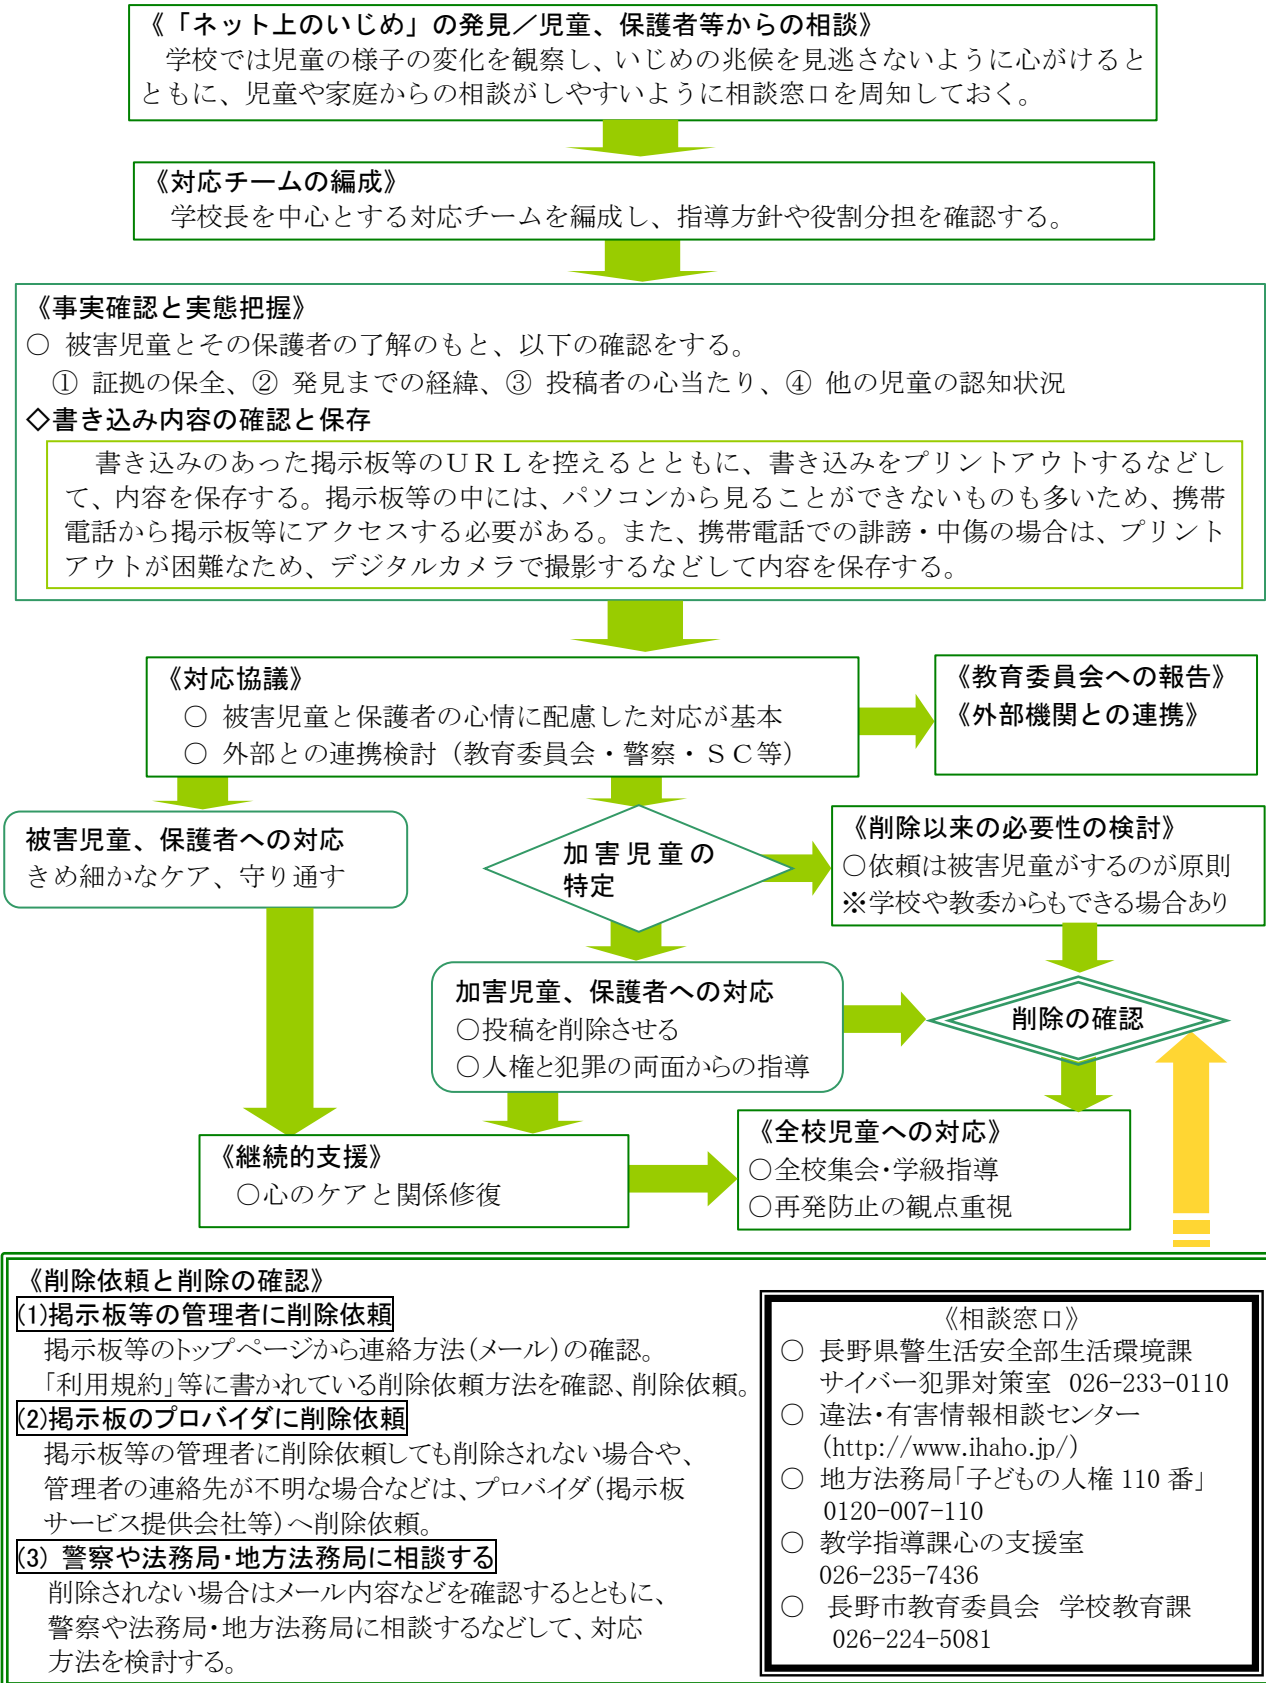 《「ネット上のいじめ」の発見／児童、保護者等からの相談》
学校では児童の様子の変化を観察し、いじめの兆候を見逃さないように心がけると
ともに、児童や家庭からの相談がしやすいように相談窓口を周知しておく。
《対応チームの編成》
学校長を中心とする対応チームを編成し、指導方針や役割分担を確認する。
《事実確認と実態把握》
○ 被害児童とその保護者の了解のもと、以下の確認をする。
① 証拠の保全、② 発見までの経緯、③ 投稿者の心当たり、④ 他の児童の認知状況
◇書き込み内容の確認と保存
書き込みのあった掲示板等のＵＲＬを控えるとともに、書き込みをプリントアウトするなどし
て、内容を保存する。掲示板等の中には、パソコンから見ることができないものも多いため、携帯
電話から掲示板等にアクセスする必要がある。また、携帯電話での誹謗・中傷の場合は、プリント
アウトが困難なため、デジタルカメラで撮影するなどして内容を保存する。
《対応協議》
○ 被害児童と保護者の心情に配慮した対応が基本
○ 外部との連携検討（教育委員会・警察・ＳＣ等）
《教育委員会への報告》
《外部機関との連携》
被害児童、保護者への対応
きめ細かなケア、守り通す
加害児童の
特定
《削除以来の必要性の検討》
○依頼は被害児童がするのが原則
※学校や教委からもできる場合あり
加害児童、保護者への対応
○投稿を削除させる
○人権と犯罪の両面からの指導
削除の確認
《継続的支援》
○心のケアと関係修復
《全校児童への対応》
○全校集会・学級指導
○再発防止の観点重視
《削除依頼と削除の確認》
(1)掲示板等の管理者に削除依頼
掲示板等のトップページから連絡方法（メール）の確認。
「利用規約」等に書かれている削除依頼方法を確認、削除依頼。
(2)掲示板のプロバイダに削除依頼
掲示板等の管理者に削除依頼しても削除されない場合や、
管理者の連絡先が不明な場合などは、プロバイダ（掲示板
サービス提供会社等）へ削除依頼。
(3) 警察や法務局・地方法務局に相談する
削除されない場合はメール内容などを確認するとともに、
警察や法務局・地方法務局に相談するなどして、対応
方法を検討する。
《相談窓口》
○ 長野県警生活安全部生活環境課
サイバー犯罪対策室 026-233-0110
○ 違法・有害情報相談センター
(http://www.ihaho.jp/)
○ 地方法務局「子どもの人権 110 番」
0120-007-110
○ 教学指導課心の支援室
026-235-7436
○ 長野市教育委員会 学校教育課
026-224-5081